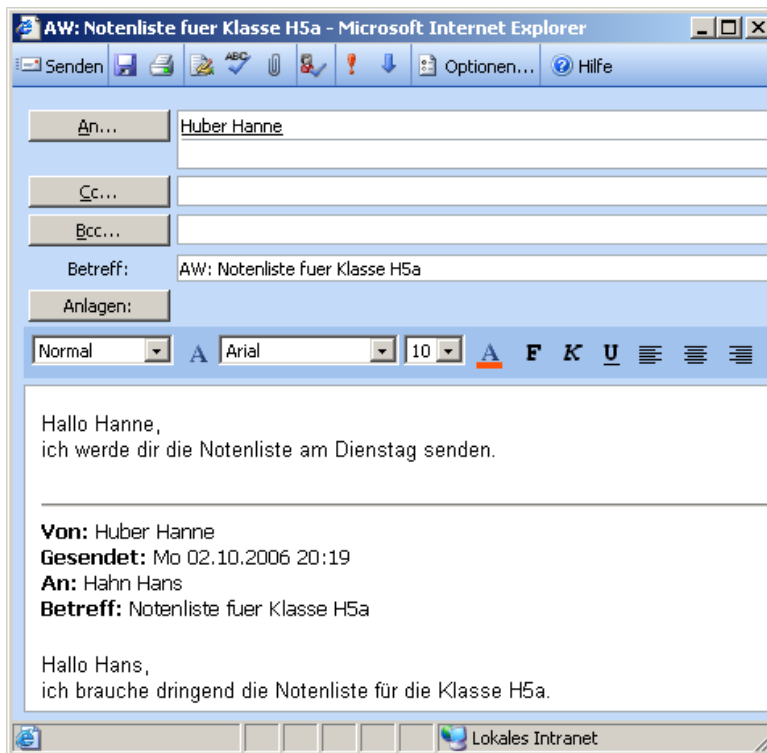 AW: Notenliste fuer Klasse H5a - Microsoft Internet Explorer
Senden ABC Optionen... Hilfe
An... Huber Hanne
Cc...
Bcc...
Betreff: AW: Notenliste fuer Klasse H5a
Anlagen:
Normal A Arial 10 A F K U
Hallo Hanne,
ich werde dir die Notenliste am Dienstag senden.
Von: Huber Hanne
Gesendet: Mo 02.10.2006 20:19
An: Hahn Hans
Betreff: Notenliste fuer Klasse H5a
Hallo Hans,
ich brauche dringend die Notenliste für die Klasse H5a.
Lokales Intranet